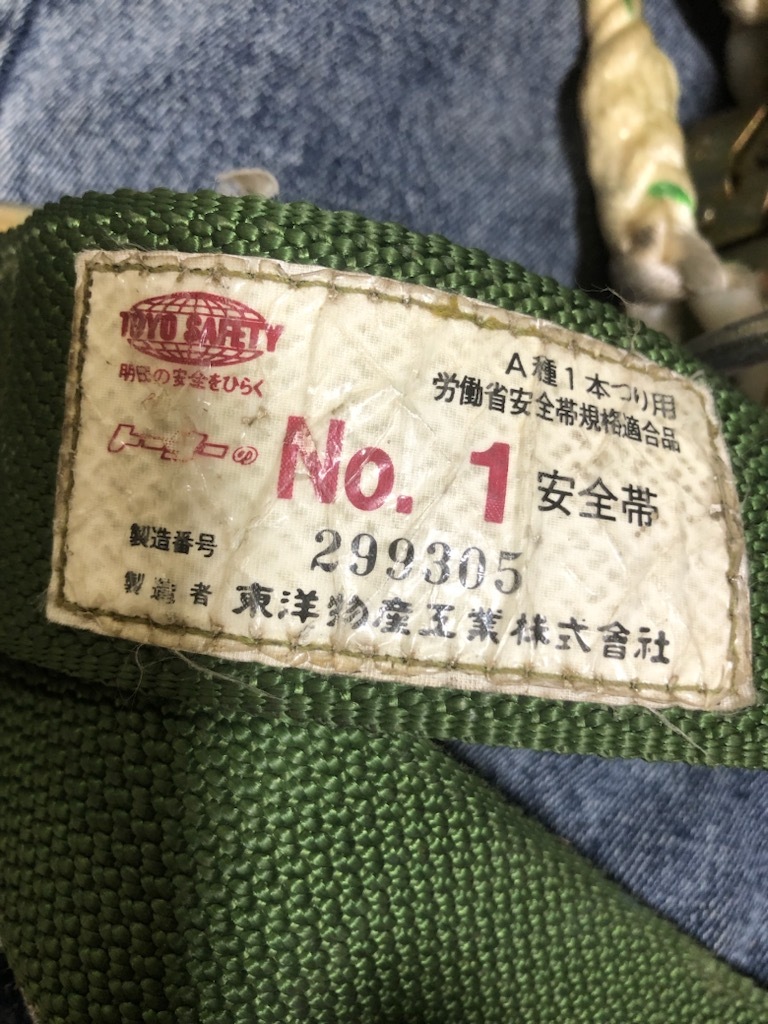 TOYO SAFETY
明日の安全をひらく
A種1本つり用
労働省安全帯規格適合品
トーヨーの No. 1 安全帯
製造番号 299305
製造者 東洋物産工業株式會社